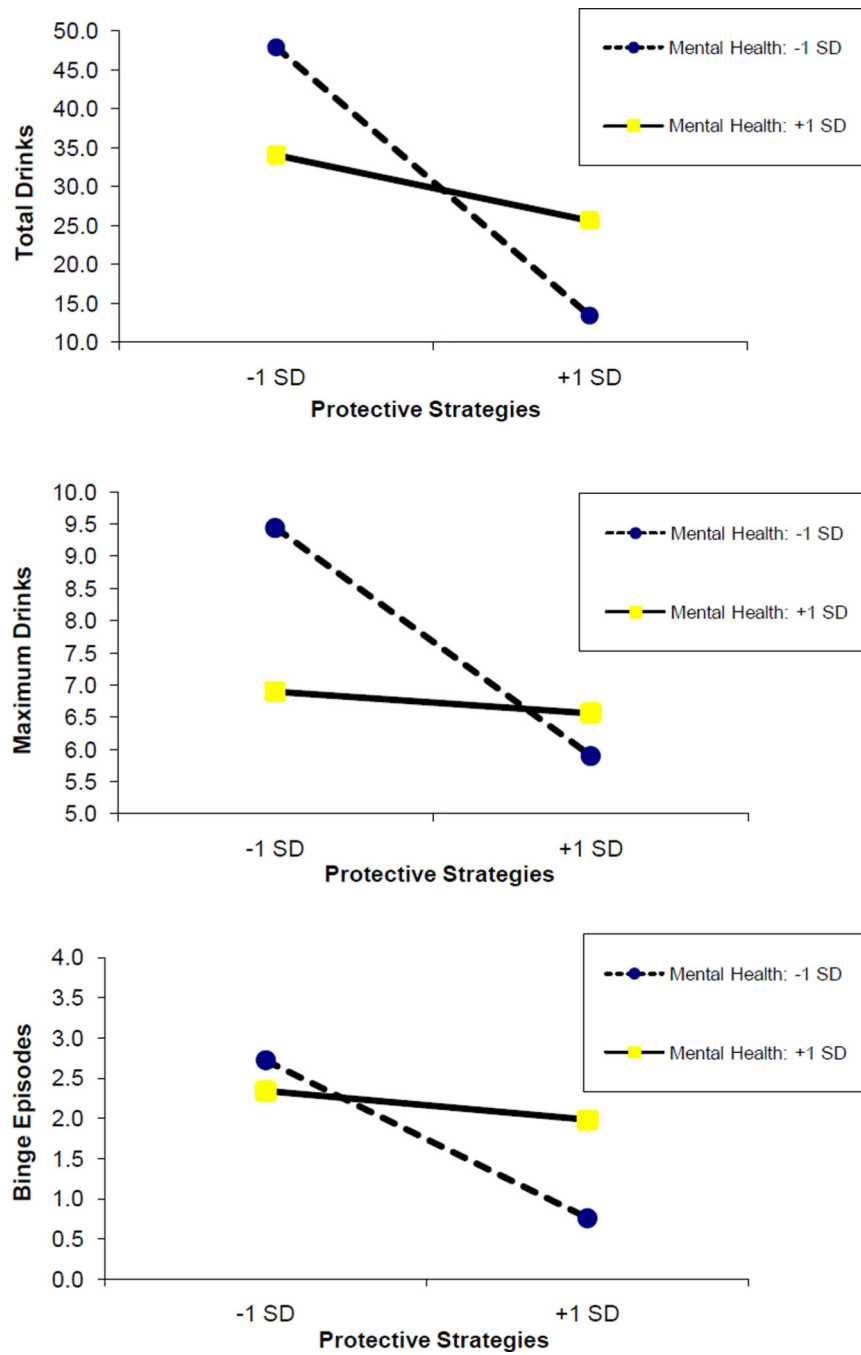 Total Drinks
50.0
45.0
40.0
35.0
30.0
25.0
20.0
15.0
10.0
-1 SD
+1 SD
Protective Strategies
Mental Health: -1 SD
Mental Health: +1 SD
Maximum Drinks
10.0
9.5
9.0
8.5
8.0
7.5
7.0
6.5
6.0
5.5
5.0
-1 SD
+1 SD
Protective Strategies
Mental Health: -1 SD
Mental Health: +1 SD
Binge Episodes
4.0
3.5
3.0
2.5
2.0
1.5
1.0
0.5
0.0
-1 SD
+1 SD
Protective Strategies
Mental Health: -1 SD
Mental Health: +1 SD